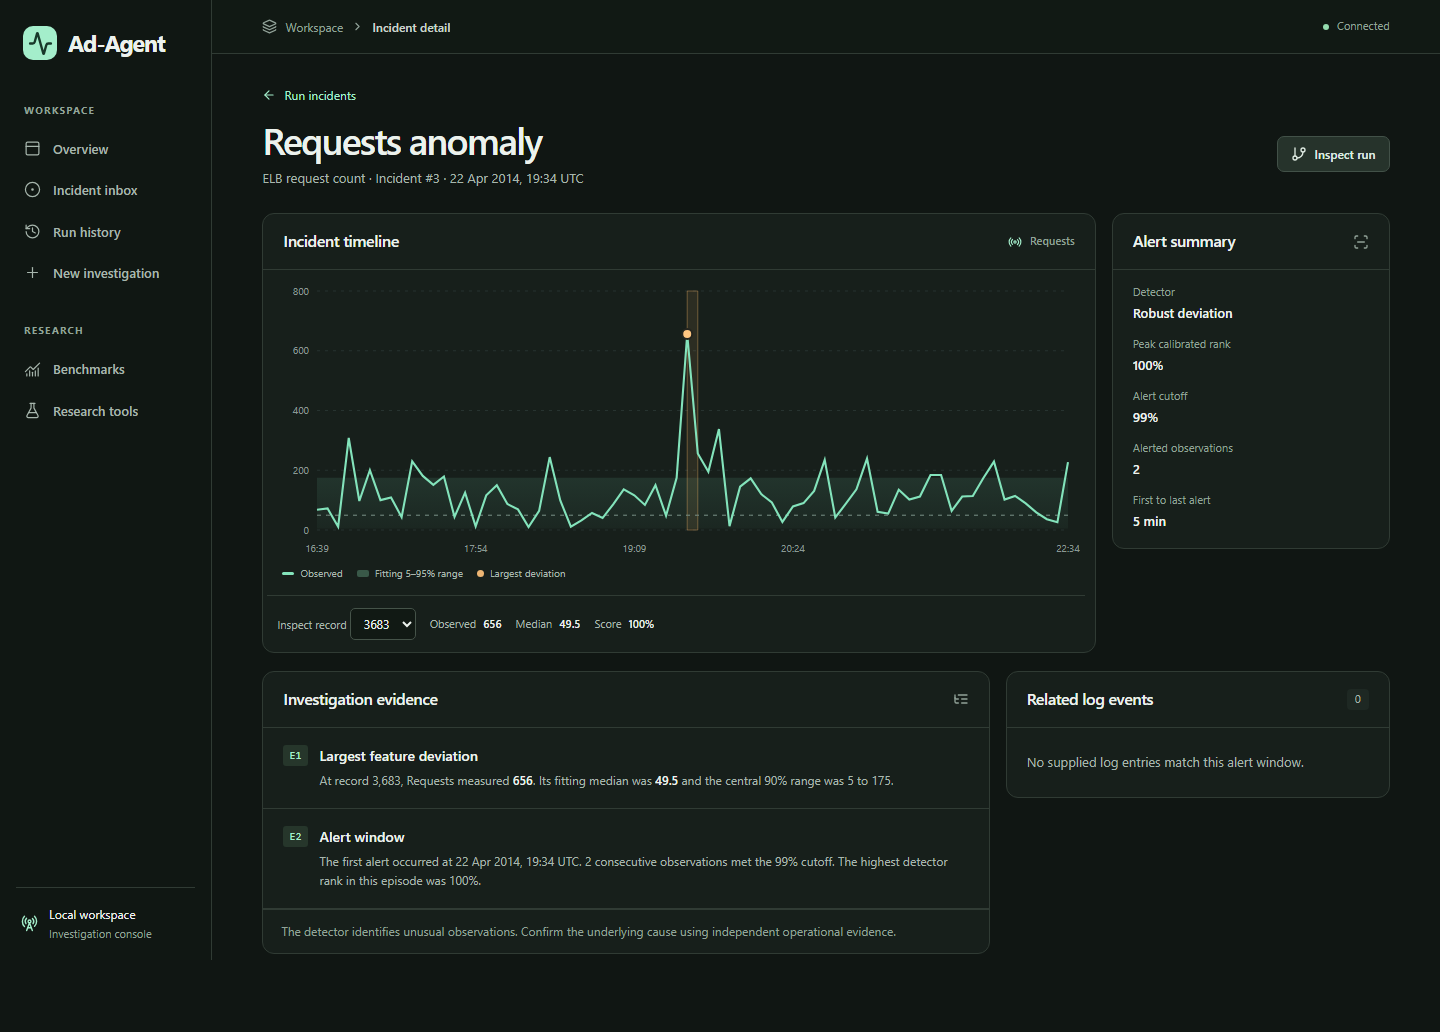 Ad-Agent
Workspace
Incident detail
Connected
WORKSPACE
Overview
Incident inbox
Run history
New investigation
RESEARCH
Benchmarks
Research tools
Local workspace
Investigation console
Run incidents
Requests anomaly
ELB request count · Incident #3 · 22 Apr 2014, 19:34 UTC
Inspect run
Incident timeline
Requests
800
600
400
200
0
16:39
17:54
19:09
20:24
22:34
Observed
Fitting 5–95% range
Largest deviation
Inspect record 3683 Observed 656 Median 49.5 Score 100%
Alert summary
Detector
Robust deviation
Peak calibrated rank
100%
Alert cutoff
99%
Alerted observations
2
First to last alert
5 min
Investigation evidence
E1 Largest feature deviation
At record 3,683, Requests measured 656. Its fitting median was 49.5 and the central 90% range was 5 to 175.
E2 Alert window
The first alert occurred at 22 Apr 2014, 19:34 UTC. 2 consecutive observations met the 99% cutoff. The highest detector
rank in this episode was 100%.
The detector identifies unusual observations. Confirm the underlying cause using independent operational evidence.
Related log events
0
No supplied log entries match this alert window.